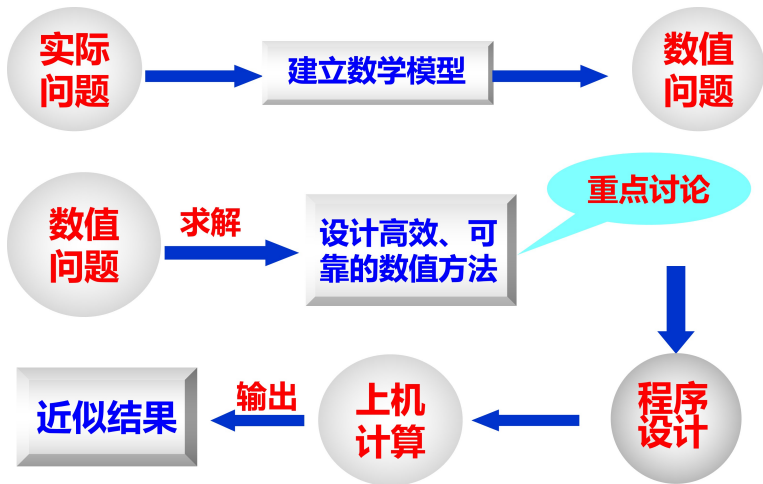 实际
问题
建立数学模型
数值
问题
数值
问题
求解
设计高效、可
靠的数值方法
重点讨论
程序
设计
上机
计算
输出
近似结果